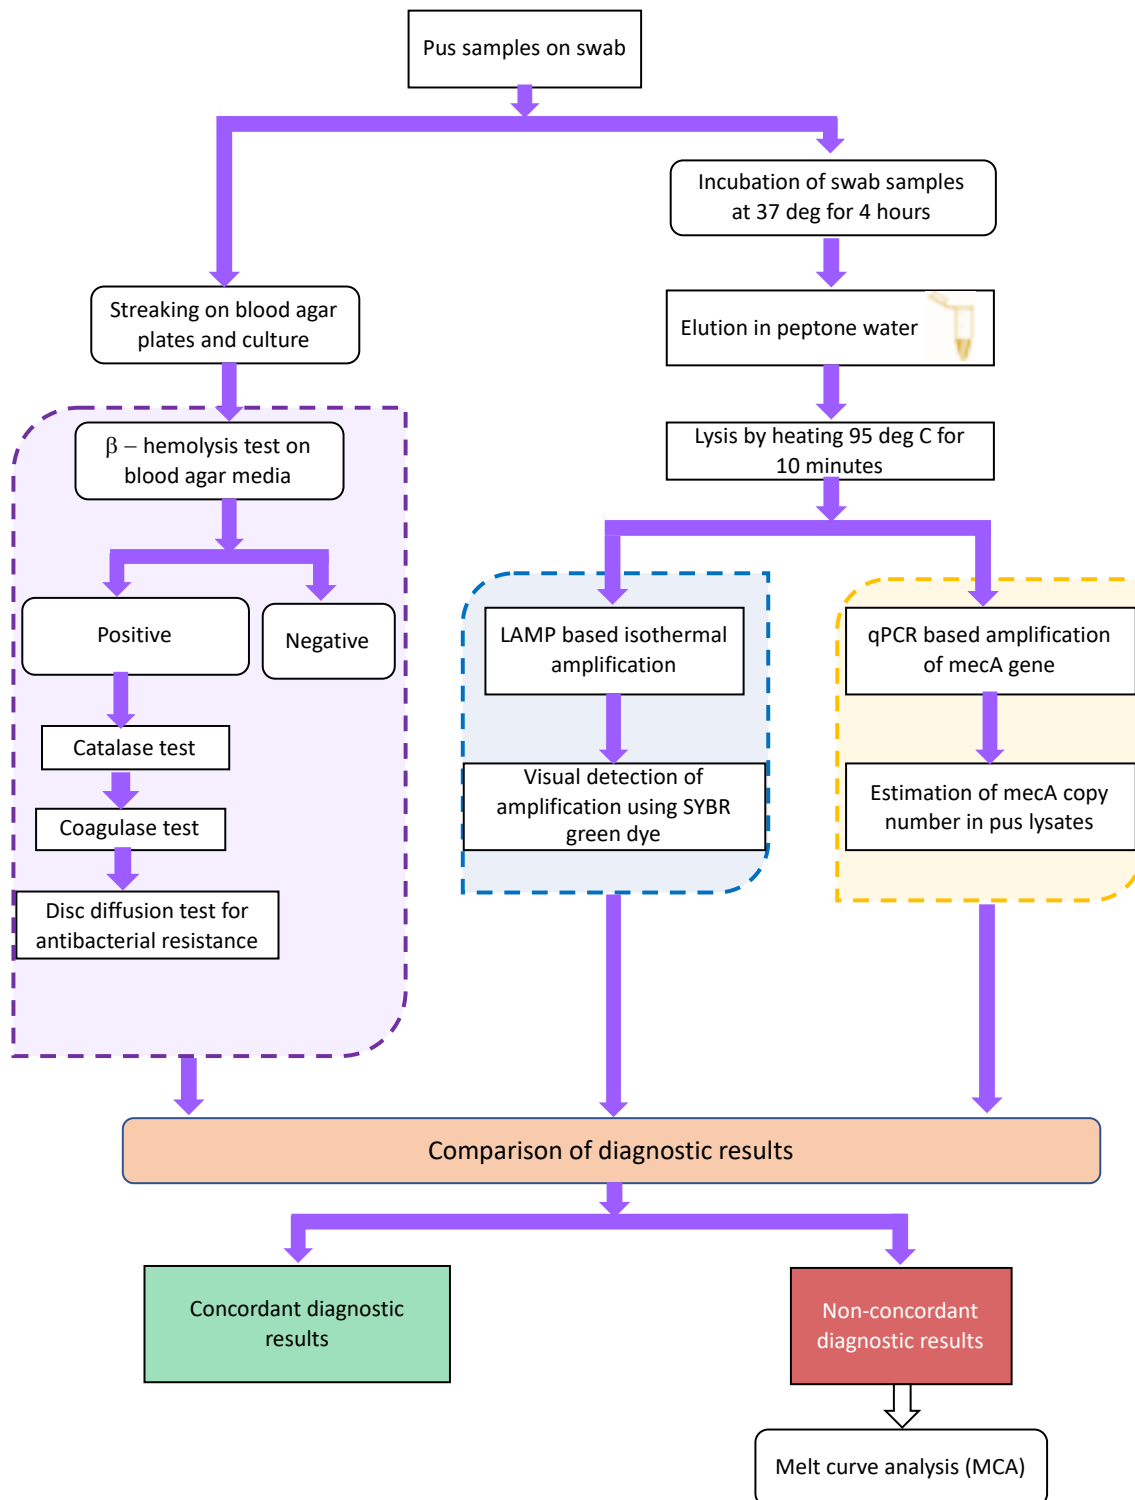 Pus samples on swab
Incubation of swab samples
at 37 deg for 4 hours
Streaking on blood agar
plates and culture
Elution in peptone water
β – hemolysis test on
blood agar media
Lysis by heating 95 deg C for
10 minutes
Positive
Negative
LAMP based isothermal
amplification
qPCR based amplification
of mecA gene
Catalase test
Coagulase test
Visual detection of
amplification using SYBR
green dye
Estimation of mecA copy
number in pus lysates
Disc diffusion test for
antibacterial resistance
Comparison of diagnostic results
Concordant diagnostic
results
Non-concordant
diagnostic results
Melt curve analysis (MCA)